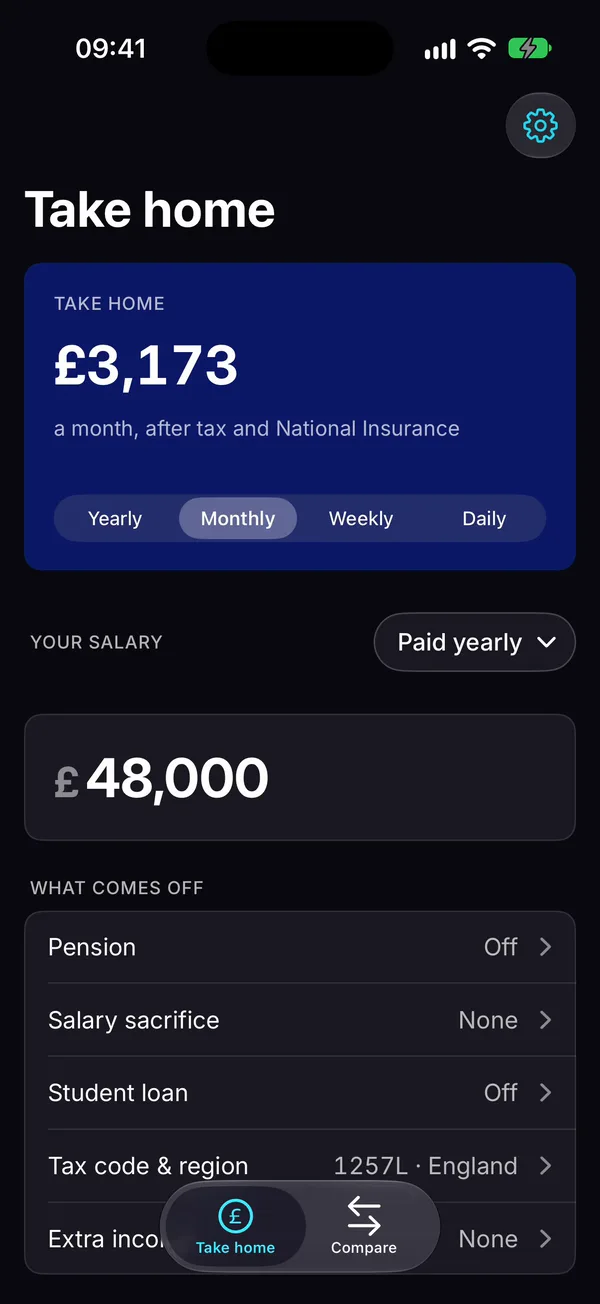 09:41
Take home
TAKE HOME
£3,173
a month, after tax and National Insurance
Yearly Monthly Weekly Daily
YOUR SALARY Paid yearly
£ 48,000
WHAT COMES OFF
Pension Off
Salary sacrifice None
Student loan Off
Tax code & region 1257L · England
Extra None
£
Take home Compare